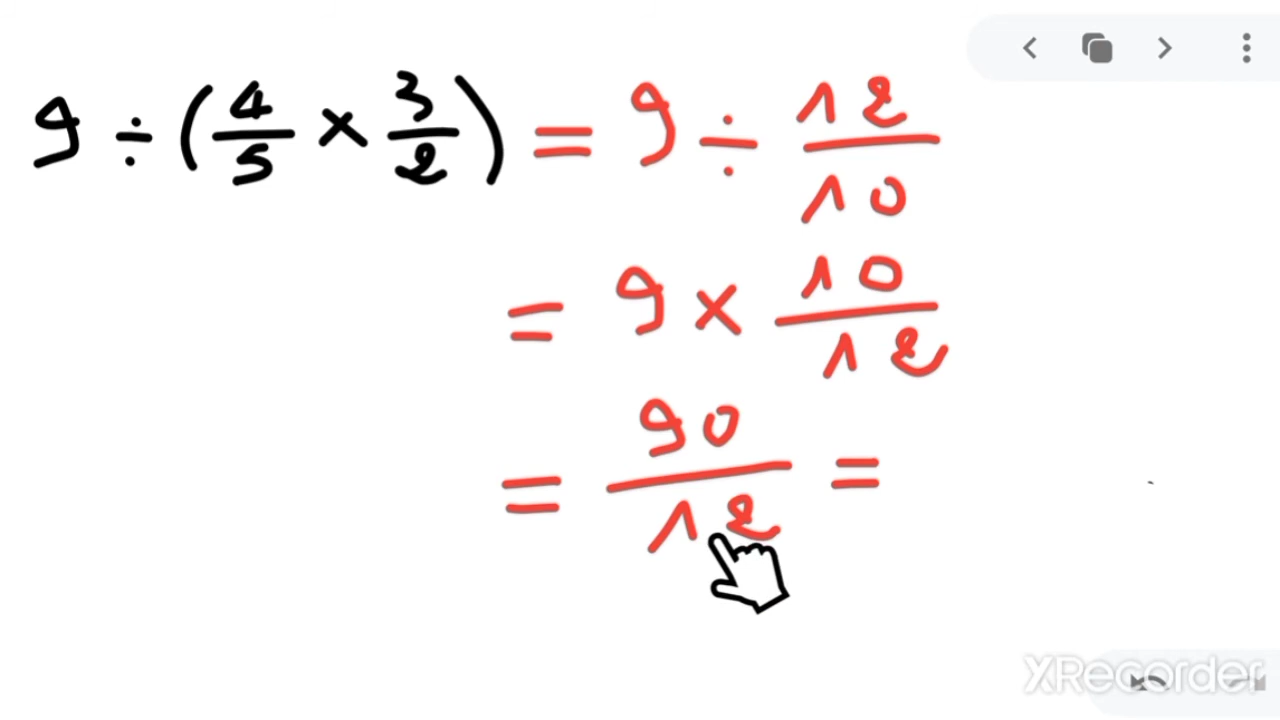 9 ÷ (4/5 × 3/2) = 9 ÷ 12/10
= 9 × 10/12
= 90/12 =
XRecorder